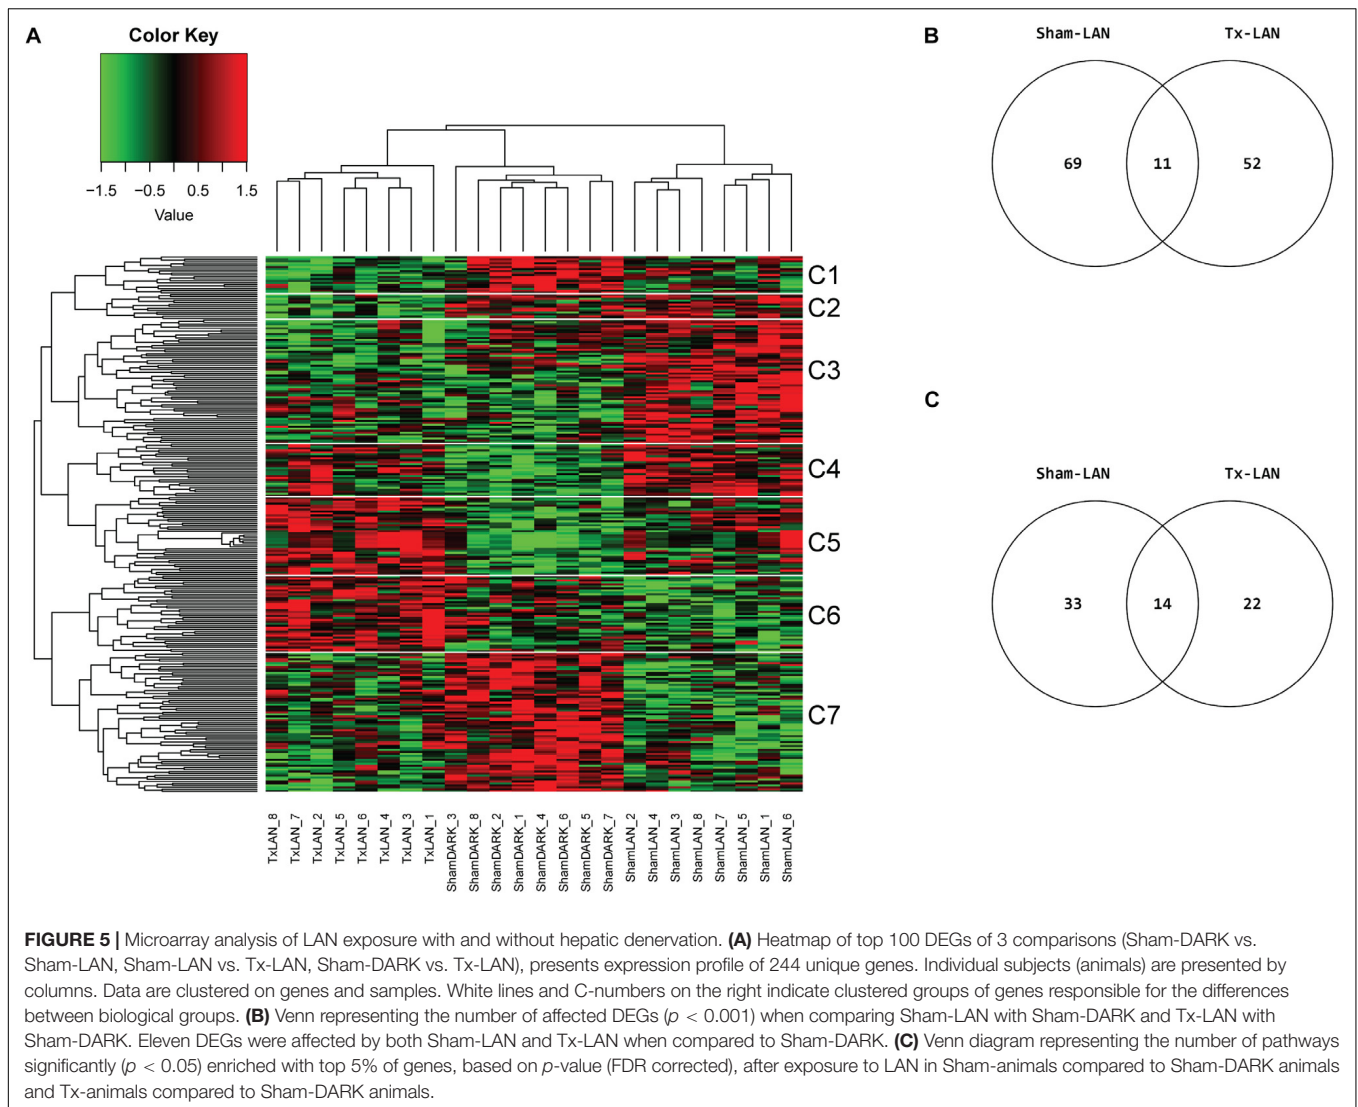 A
Color Key
−1.5 −0.5 0.5 1.5
Value
C1
C2
C3
C4
C5
C6
C7
TxLAN_8
TxLAN_7
TxLAN_2
TxLAN_5
TxLAN_6
TxLAN_4
TxLAN_3
TxLAN_1
ShamDARK_3
ShamDARK_8
ShamDARK_2
ShamDARK_1
ShamDARK_4
ShamDARK_6
ShamDARK_5
ShamDARK_7
ShamLAN_2
ShamLAN_4
ShamLAN_3
ShamLAN_8
ShamLAN_7
ShamLAN_5
ShamLAN_1
ShamLAN_6
B
Sham-LAN Tx-LAN
69 11 52
C
Sham-LAN Tx-LAN
33 14 22
FIGURE 5 | Microarray analysis of LAN exposure with and without hepatic denervation. (A) Heatmap of top 100 DEGs of 3 comparisons (Sham-DARK vs.
Sham-LAN, Sham-LAN vs. Tx-LAN, Sham-DARK vs. Tx-LAN), presents expression profile of 244 unique genes. Individual subjects (animals) are presented by
columns. Data are clustered on genes and samples. White lines and C-numbers on the right indicate clustered groups of genes responsible for the differences
between biological groups. (B) Venn representing the number of affected DEGs (p < 0.001) when comparing Sham-LAN with Sham-DARK and Tx-LAN with
Sham-DARK. Eleven DEGs were affected by both Sham-LAN and Tx-LAN when compared to Sham-DARK. (C) Venn diagram representing the number of pathways
significantly (p < 0.05) enriched with top 5% of genes, based on p-value (FDR corrected), after exposure to LAN in Sham-animals compared to Sham-DARK animals
and Tx-animals compared to Sham-DARK animals.